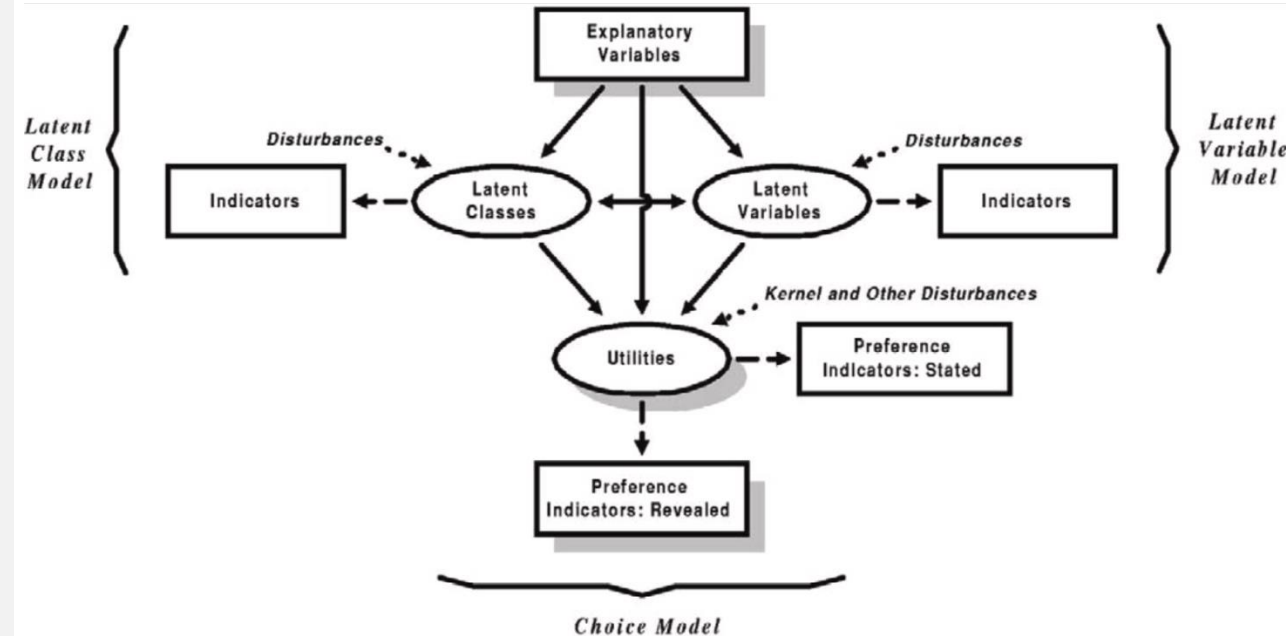 Explanatory
Variables
Latent
Class
Model
Latent
Variable
Model
Disturbances
Disturbances
Indicators
Latent
Classes
Latent
Variables
Indicators
Kernel and Other Disturbances
Utilities
Preference
Indicators: Stated
Preference
Indicators: Revealed
Choice Model